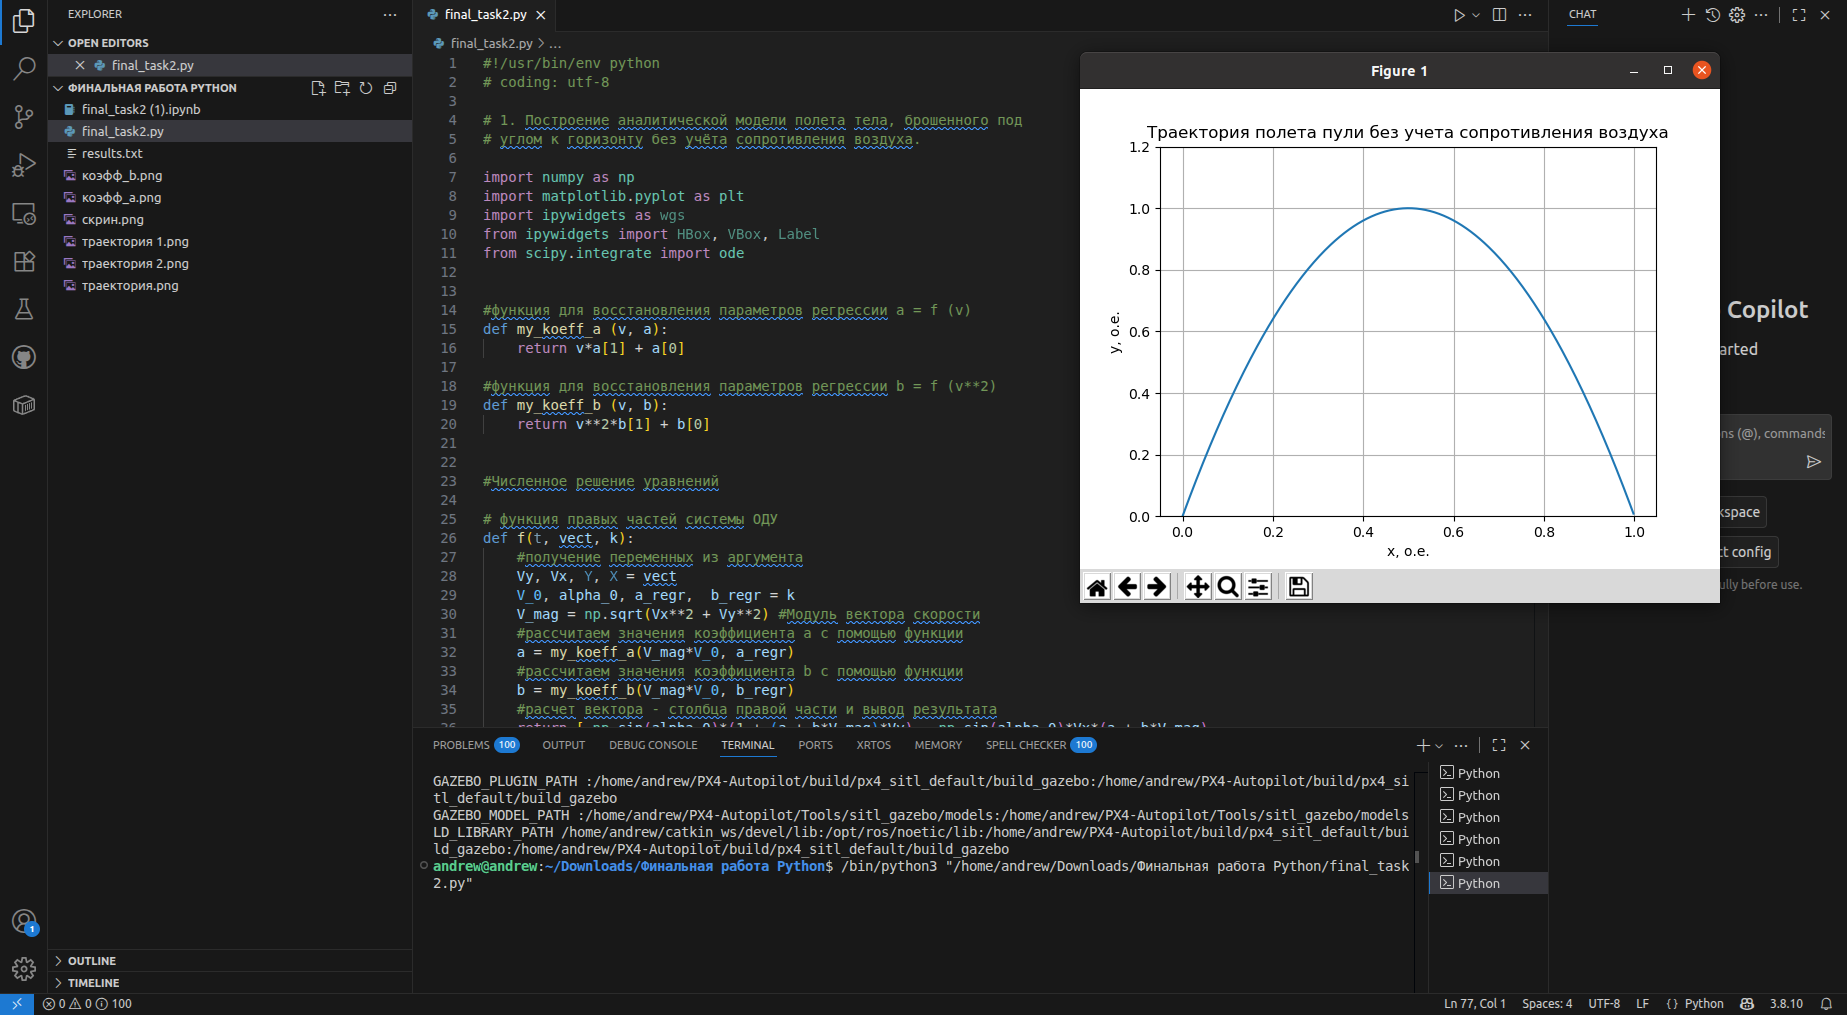 EXPLORER
OPEN EDITORS
final_task2.py
ФИНАЛЬНАЯ РАБОТА PYTHON
final_task2 (1).ipynb
final_task2.py
results.txt
коэфф_b.png
коэфф_a.png
скрин.png
траектория 1.png
траектория 2.png
траектория.png
OUTLINE
TIMELINE
1
final_task2.py
final_task2.py > ...
1 #!/usr/bin/env python
2 # coding: utf-8
3
4 # 1. Построение аналитической модели полета тела, брошенного под
5 # углом к горизонту без учёта сопротивления воздуха.
6
7 import numpy as np
8 import matplotlib.pyplot as plt
9 import ipywidgets as wgs
10 from ipywidgets import HBox, VBox, Label
11 from scipy.integrate import ode
12
13
14 #функция для восстановления параметров регрессии a = f (v)
15 def my_koeff_a (v, a):
16 return v*a[1] + a[0]
17
18 #функция для восстановления параметров регрессии b = f (v**2)
19 def my_koeff_b (v, b):
20 return v**2*b[1] + b[0]
21
22
23 #Численное решение уравнений
24
25 # функция правых частей системы ОДУ
26 def f(t, vect, k):
27 #получение переменных из аргумента
28 Vy, Vx, Y, X = vect
29 V_0, alpha_0, a_regr,  b_regr = k
30 V_mag = np.sqrt(Vx**2 + Vy**2) #Модуль вектора скорости
31 #рассчитаем значения коэффициента a с помощью функции
32 a = my_koeff_a(V_mag*V_0, a_regr)
33 #рассчитаем значения коэффициента b с помощью функции
34 b = my_koeff_b(V_mag*V_0, b_regr)
35 #расчет вектора - столбца правой части и вывод результата
Figure 1
Траектория полета пули без учета сопротивления воздуха
1.2
1.0
0.8
0.6
0.4
0.2
0.0
y, o.e.
0.0 0.2 0.4 0.6 0.8 1.0
x, o.e.
CHAT
Copilot
arted
ns (@), commands
kspace
ct config
ully before use.
PROBLEMS 100 OUTPUT DEBUG CONSOLE TERMINAL PORTS XRTOS MEMORY SPELL CHECKER 100
GAZEBO_PLUGIN_PATH :/home/andrew/PX4-Autopilot/build/px4_sitl_default/build_gazebo:/home/andrew/PX4-Autopilot/build/px4_si
tl_default/build_gazebo
GAZEBO_MODEL_PATH :/home/andrew/PX4-Autopilot/Tools/sitl_gazebo/models:/home/andrew/PX4-Autopilot/Tools/sitl_gazebo/models
LD_LIBRARY_PATH /home/andrew/catkin_ws/devel/lib:/opt/ros/noetic/lib:/home/andrew/PX4-Autopilot/build/px4_sitl_default/bui
ld_gazebo:/home/andrew/PX4-Autopilot/build/px4_sitl_default/build_gazebo
andrew@andrew:~/Downloads/Финальная работа Python$ /bin/python3 "/home/andrew/Downloads/Финальная работа Python/final_task
2.py"
Python
Python
Python
Python
Python
Python
0 0 100
Ln 77, Col 1 Spaces: 4 UTF-8 LF {} Python 3.8.10